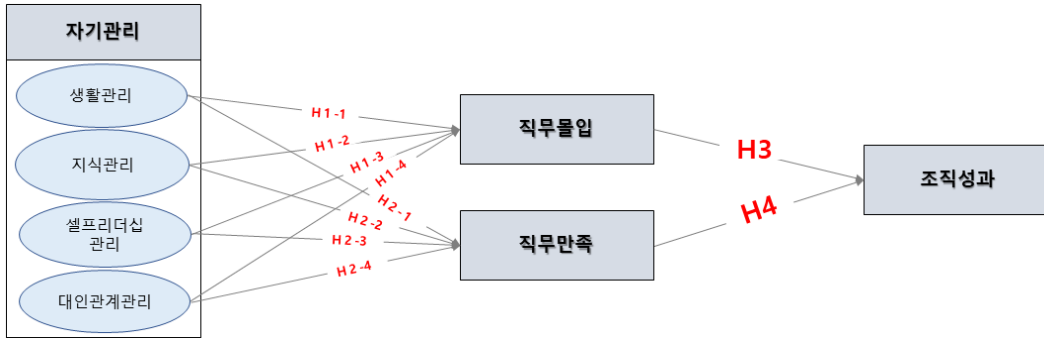 자기관리
생활관리
지식관리
셀프리더십
관리
대인관계관리
H1-1
H1-2
H1-3
H1-4
H2-1
H2-2
H2-3
H2-4
직무몰입
직무만족
H3
H4
조직성과